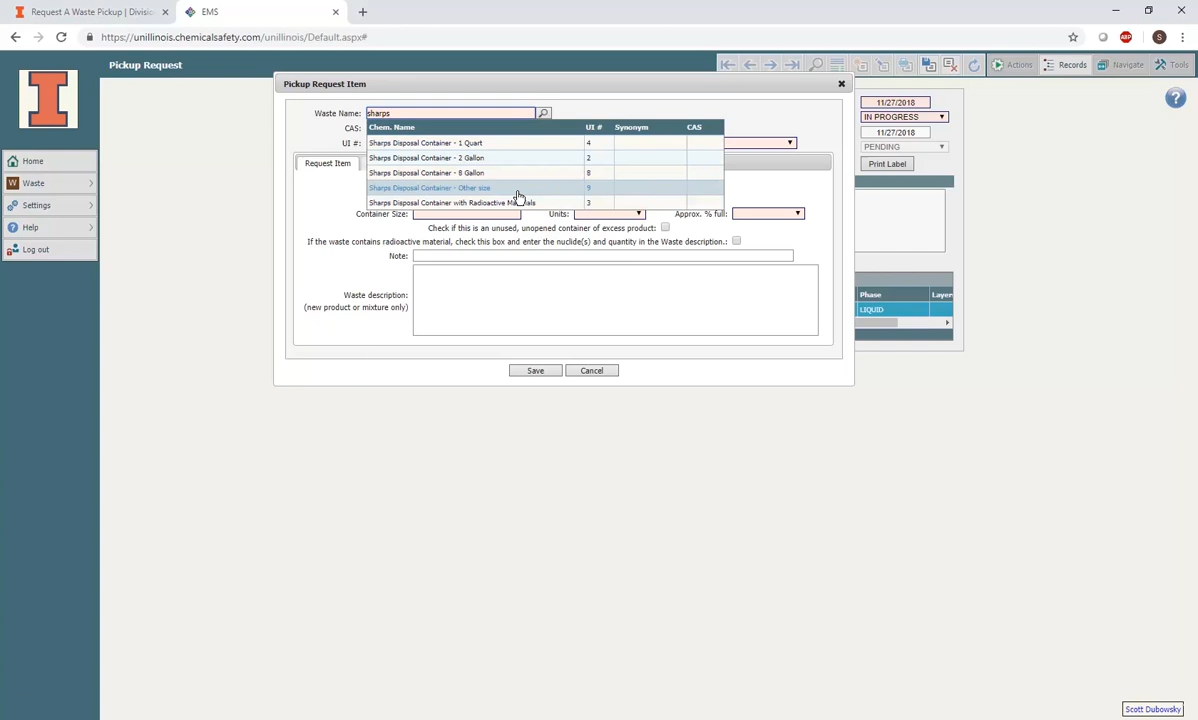 Request A Waste Pickup | Division
EMS
https://unillinois.chemicalsafety.com/unillinois/Default.aspx#
ABP
S
Pickup Request
Actions
Records
Navigate
Tools
Home
Waste
Settings
Help
Log out
Pickup Request Item
Waste Name: sharps
CAS:
UI #:
Chem. Name UI # Synonym CAS
Sharps Disposal Container - 1 Quart 4
Sharps Disposal Container - 2 Gallon 2
Sharps Disposal Container - 8 Gallon 8
Sharps Disposal Container - Other size 9
Sharps Disposal Container with Radioactive Materials 3
Request Item
Container Size: Units: Approx. % full:
Check if this is an unused, unopened container of excess product:
If the waste contains radioactive material, check this box and enter the nuclide(s) and quantity in the Waste description.:
Note:
Waste description:
(new product or mixture only)
Save
Cancel
11/27/2018
IN PROGRESS
11/27/2018
PENDING
Print Label
Phase Layer
LIQUID
Scott Dubowsky